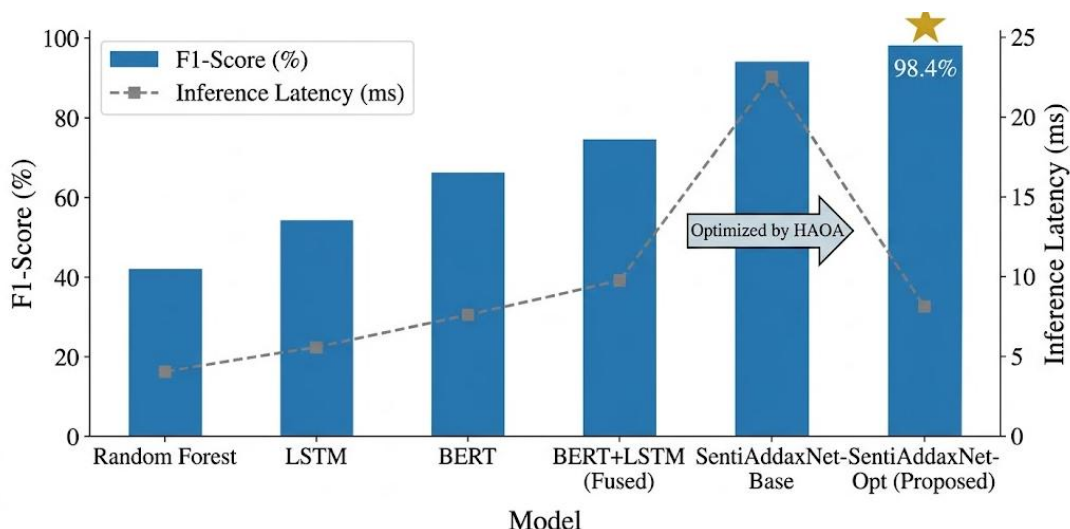 F1-Score (%)
Inference Latency (ms)
98.4%
Optimized by HAOA
F1-Score (%)
100
80
60
40
20
0
Inference Latency (ms)
25
20
15
10
5
0
Random Forest
LSTM
BERT
BERT+LSTM
(Fused)
SentiAddaxNet-
Base
SentiAddaxNet-
Opt (Proposed)
Model